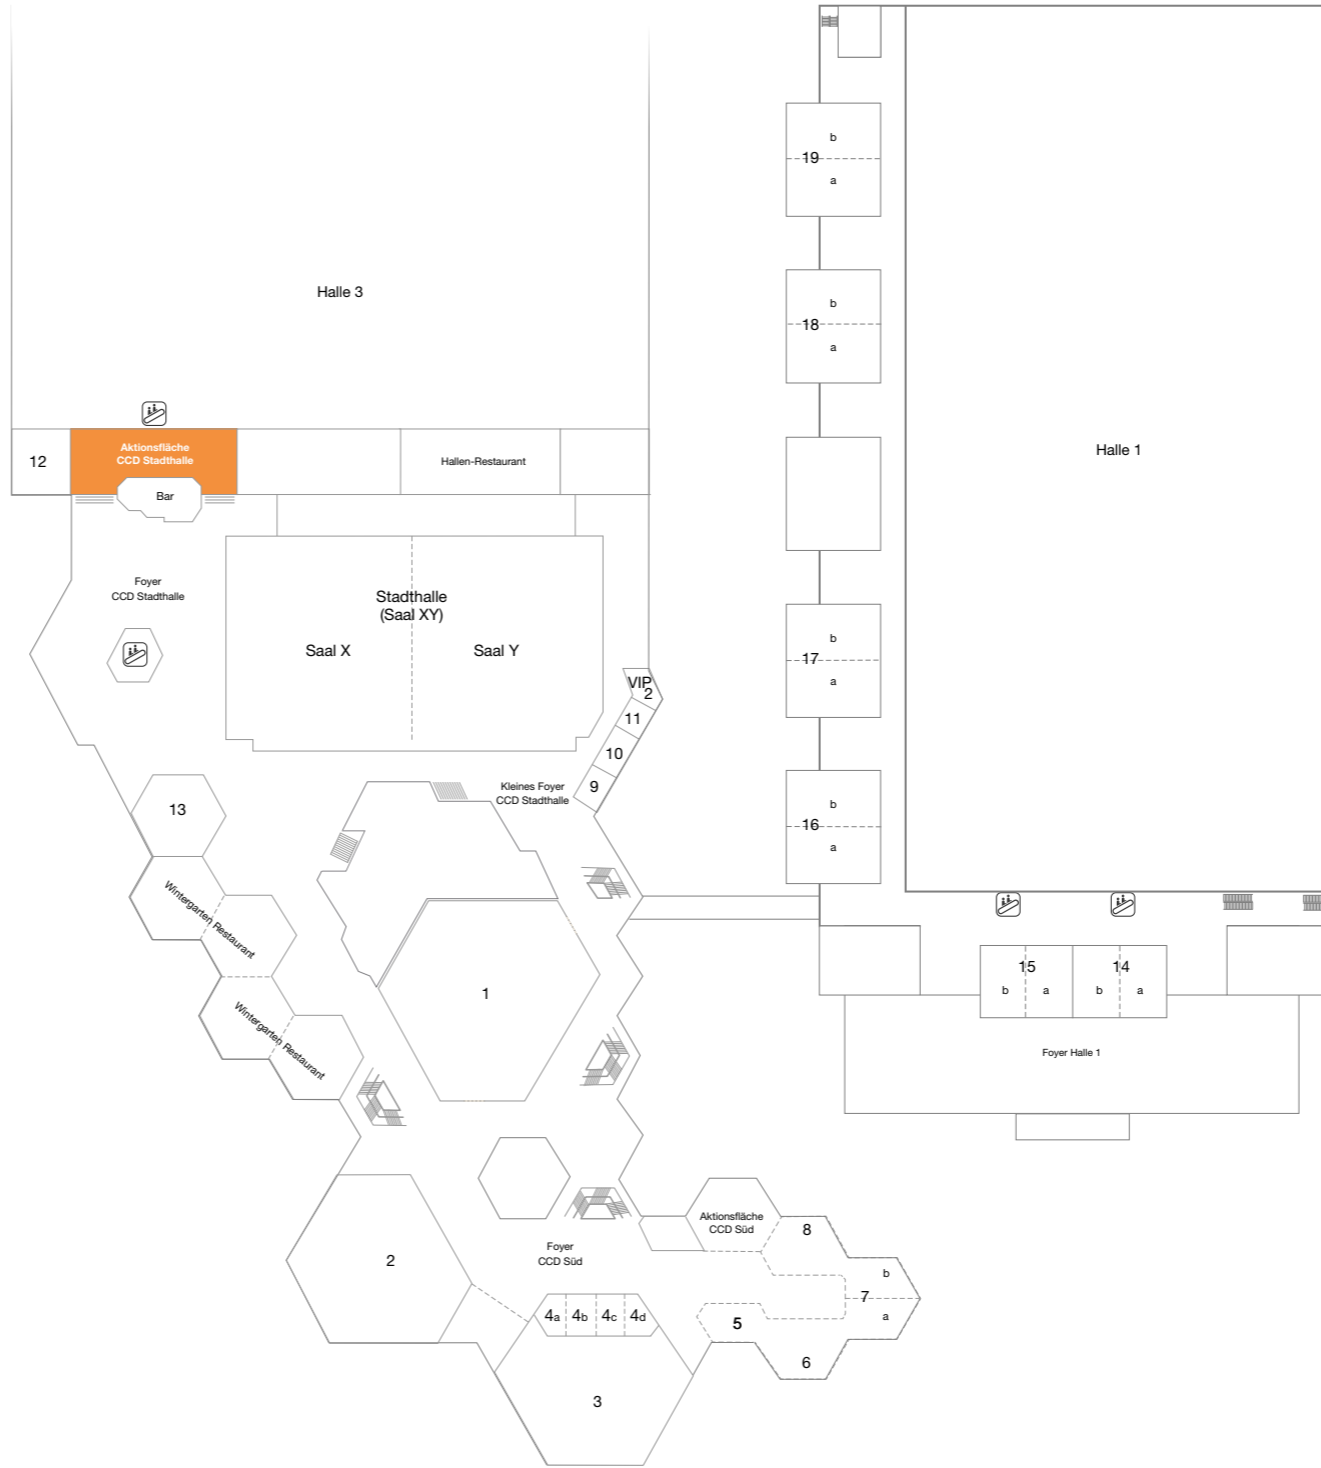 b
19
a
Halle 3
b
18
a
Halle 1
Aktionsfläche
CCD Stadthalle
12
Hallen-Restaurant
Bar
Foyer
CCD Stadthalle
Stadthalle
(Saal XY)
Saal X
Saal Y
b
17
a
VIP
2
11
10
9
Kleines Foyer
CCD Stadthalle
b
16
a
13
Wintergarten Restaurant
Wintergarten Restaurant
1
15
14
b
a
b
a
Foyer Halle 1
Aktionsfläche
CCD Süd
8
Foyer
CCD Süd
2
b
7
a
4a
4b
4c
4d
5
6
3